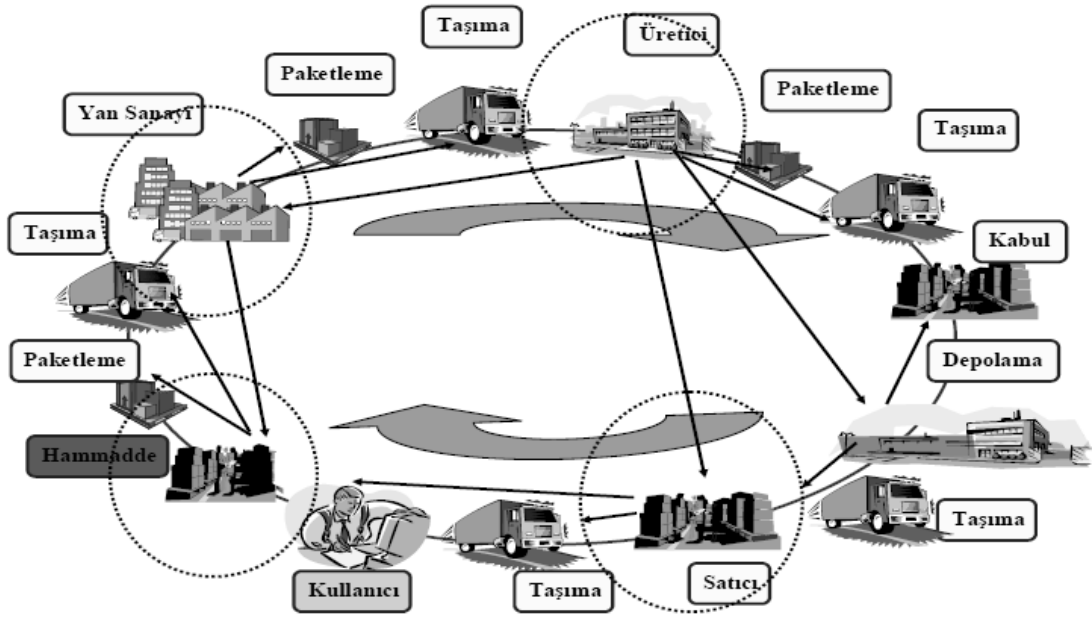 Taşıma
Üretici
Paketleme
Paketleme
Yan Sanayi
Taşıma
Taşıma
Kabul
Paketleme
Depolama
Hammadde
Taşıma
Kullanıcı
Taşıma
Satıcı